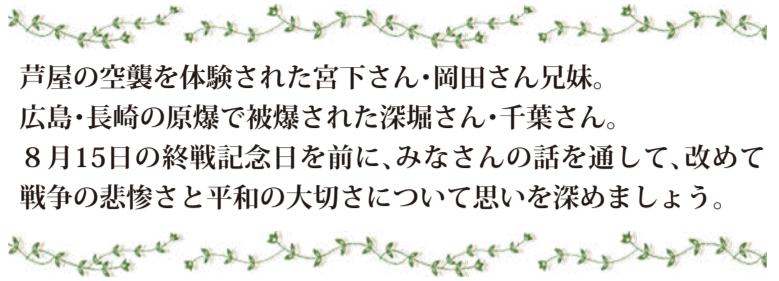 芦屋の空襲を体験された宮下さん・岡田さん兄妹。
広島・長崎の原爆で被爆された深堀さん・千葉さん。
８月15日の終戦記念日を前に、みなさんの話を通して、改めて
戦争の悲惨さと平和の大切さについて思いを深めましょう。